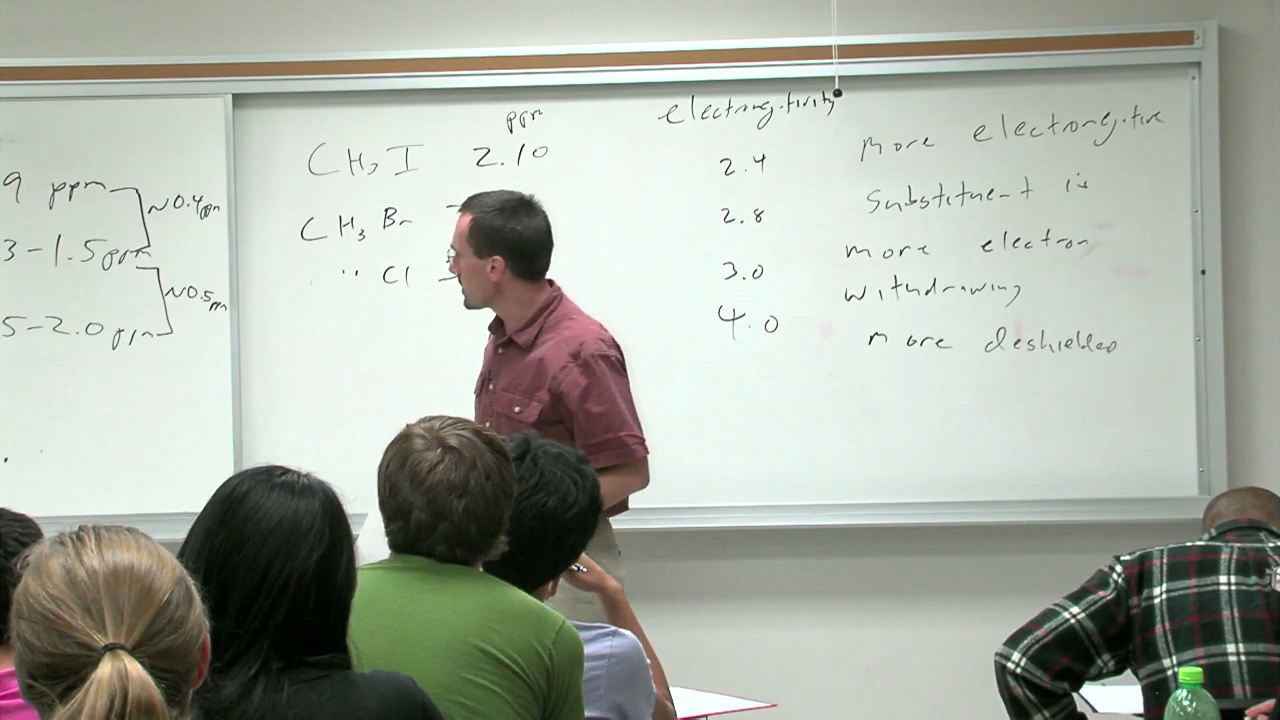 9 ppm
~0.4ppm
3-1.5ppm
~0.5ppm
5-2.0ppm
ppm
CH3I 2.10
CH3Br
" Cl
electronegativity
2.4
2.8
3.0
4.0
more electronegative
substituent is
more electron
withdrawing
more deshielded